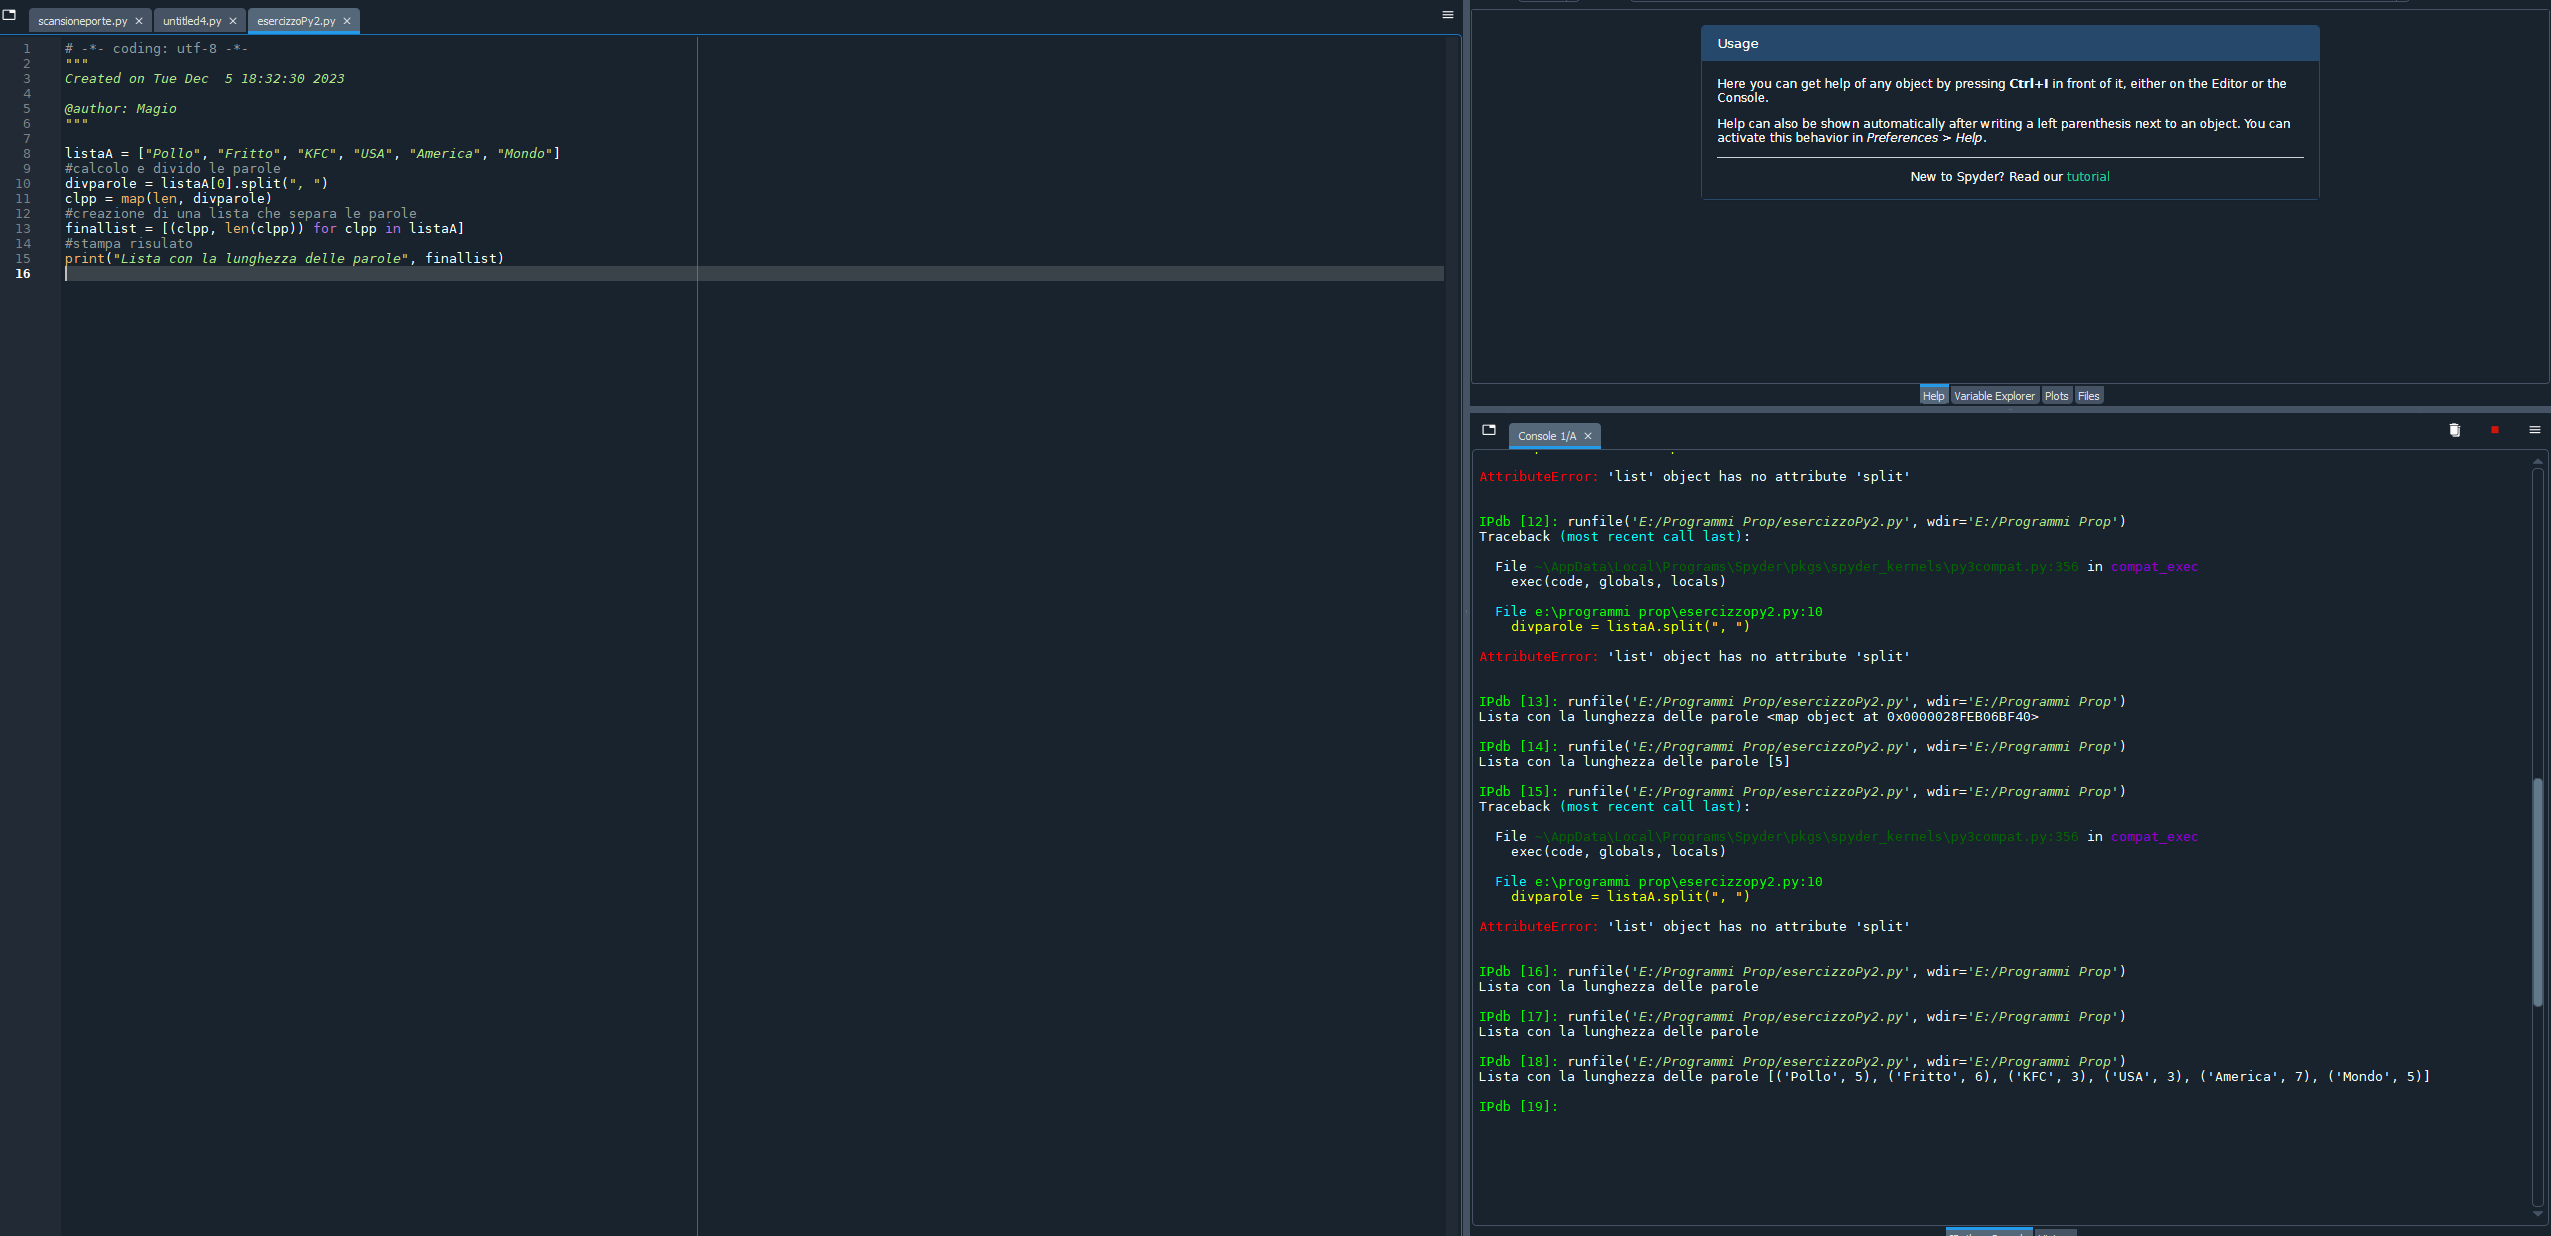 scansioneporte.py
untitled4.py
esercizzoPy2.py
1 # -*- coding: utf-8 -*-
2 """
3 Created on Tue Dec  5 18:32:30 2023
4
5 @author: Magio
6 """
7
8 listaA = ["Pollo", "Fritto", "KFC", "USA", "America", "Mondo"]
9 #calcolo e divido le parole
10 divparole = listaA[0].split(", ")
11 clpp = map(len, divparole)
12 #creazione di una lista che separa le parole
13 finallist = [(clpp, len(clpp)) for clpp in listaA]
14 #stampa risulato
15 print("Lista con la lunghezza delle parole", finallist)
16
Usage
Here you can get help of any object by pressing Ctrl+I in front of it, either on the Editor or the
Console.
Help can also be shown automatically after writing a left parenthesis next to an object. You can
activate this behavior in Preferences > Help.
New to Spyder? Read our tutorial
Help Variable Explorer Plots Files
Console 1/A
AttributeError: 'list' object has no attribute 'split'
IPdb [12]: runfile('E:/Programmi Prop/esercizzoPy2.py', wdir='E:/Programmi Prop')
Traceback (most recent call last):
File ~\AppData\Local\Programs\Spyder\pkgs\spyder_kernels\py3compat.py:356 in compat_exec
exec(code, globals, locals)
File e:\programmi prop\esercizzopy2.py:10
divparole = listaA.split(", ")
AttributeError: 'list' object has no attribute 'split'
IPdb [13]: runfile('E:/Programmi Prop/esercizzoPy2.py', wdir='E:/Programmi Prop')
Lista con la lunghezza delle parole <map object at 0x0000028FEB06BF40>
IPdb [14]: runfile('E:/Programmi Prop/esercizzoPy2.py', wdir='E:/Programmi Prop')
Lista con la lunghezza delle parole [5]
IPdb [15]: runfile('E:/Programmi Prop/esercizzoPy2.py', wdir='E:/Programmi Prop')
Traceback (most recent call last):
File ~\AppData\Local\Programs\Spyder\pkgs\spyder_kernels\py3compat.py:356 in compat_exec
exec(code, globals, locals)
File e:\programmi prop\esercizzopy2.py:10
divparole = listaA.split(", ")
AttributeError: 'list' object has no attribute 'split'
IPdb [16]: runfile('E:/Programmi Prop/esercizzoPy2.py', wdir='E:/Programmi Prop')
Lista con la lunghezza delle parole
IPdb [17]: runfile('E:/Programmi Prop/esercizzoPy2.py', wdir='E:/Programmi Prop')
Lista con la lunghezza delle parole
IPdb [18]: runfile('E:/Programmi Prop/esercizzoPy2.py', wdir='E:/Programmi Prop')
Lista con la lunghezza delle parole [('Pollo', 5), ('Fritto', 6), ('KFC', 3), ('USA', 3), ('America', 7), ('Mondo', 5)]
IPdb [19]: